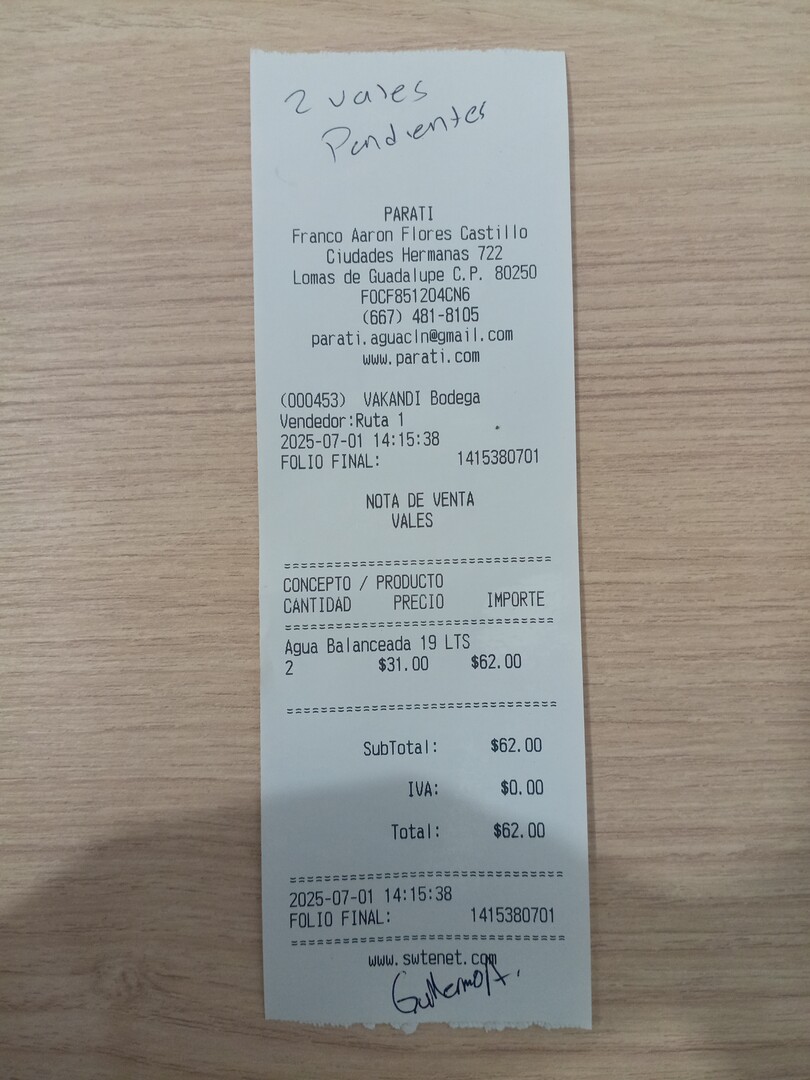 2 vales
Pendientes
PARATI
Franco Aaron Flores Castillo
Ciudades Hermanas 722
Lomas de Guadalupe C.P. 80250
FOCF851204CN6
(667) 481-8105
parati.aguacln@gmail.com
www.parati.com
(000453) VAKANDI Bodega
Vendedor:Ruta 1
2025-07-01 14:15:38
FOLIO FINAL: 1415380701
NOTA DE VENTA
VALES
===============================
CONCEPTO / PRODUCTO
CANTIDAD PRECIO IMPORTE
===============================
Agua Balanceada 19 LTS
2 $31.00 $62.00
===============================
SubTotal: $62.00
IVA: $0.00
Total: $62.00
===============================
2025-07-01 14:15:38
FOLIO FINAL: 1415380701
===============================
www.swtenet.com
Guillermo A.